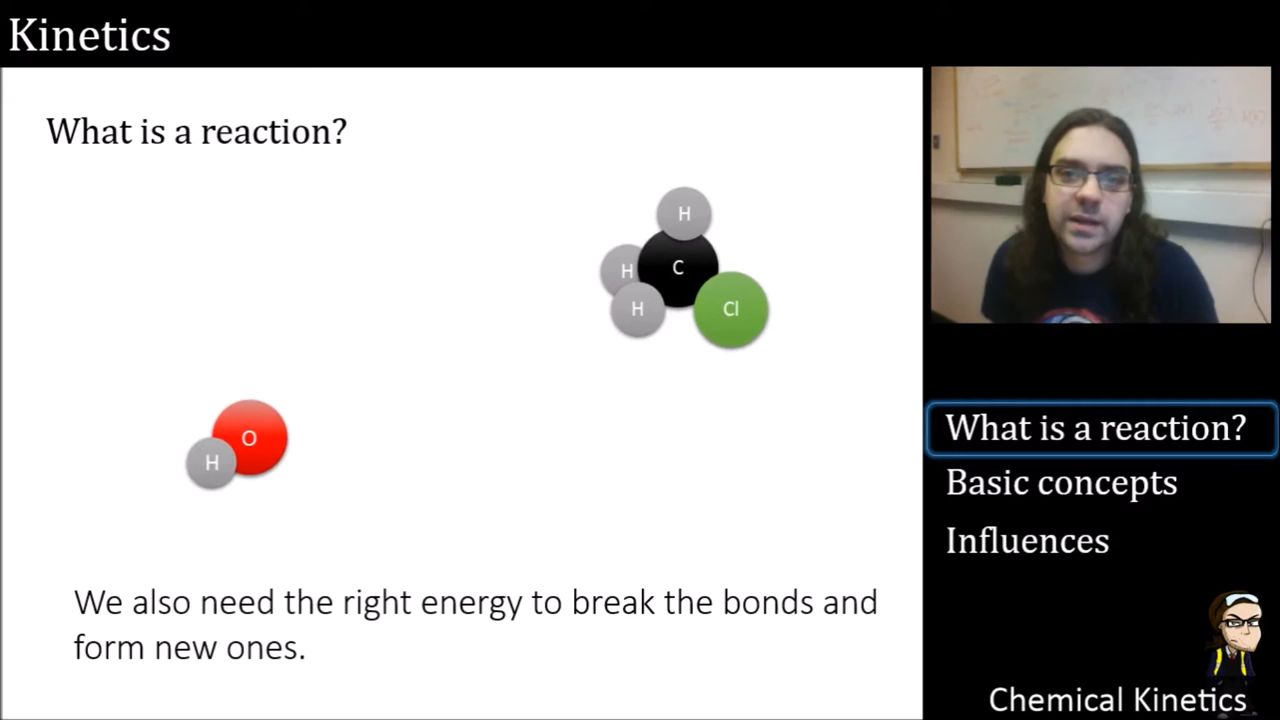 Kinetics
What is a reaction?
H
C
H
H
Cl
O
H
We also need the right energy to break the bonds and
form new ones.
What is a reaction?
Basic concepts
Influences
Chemical Kinetics